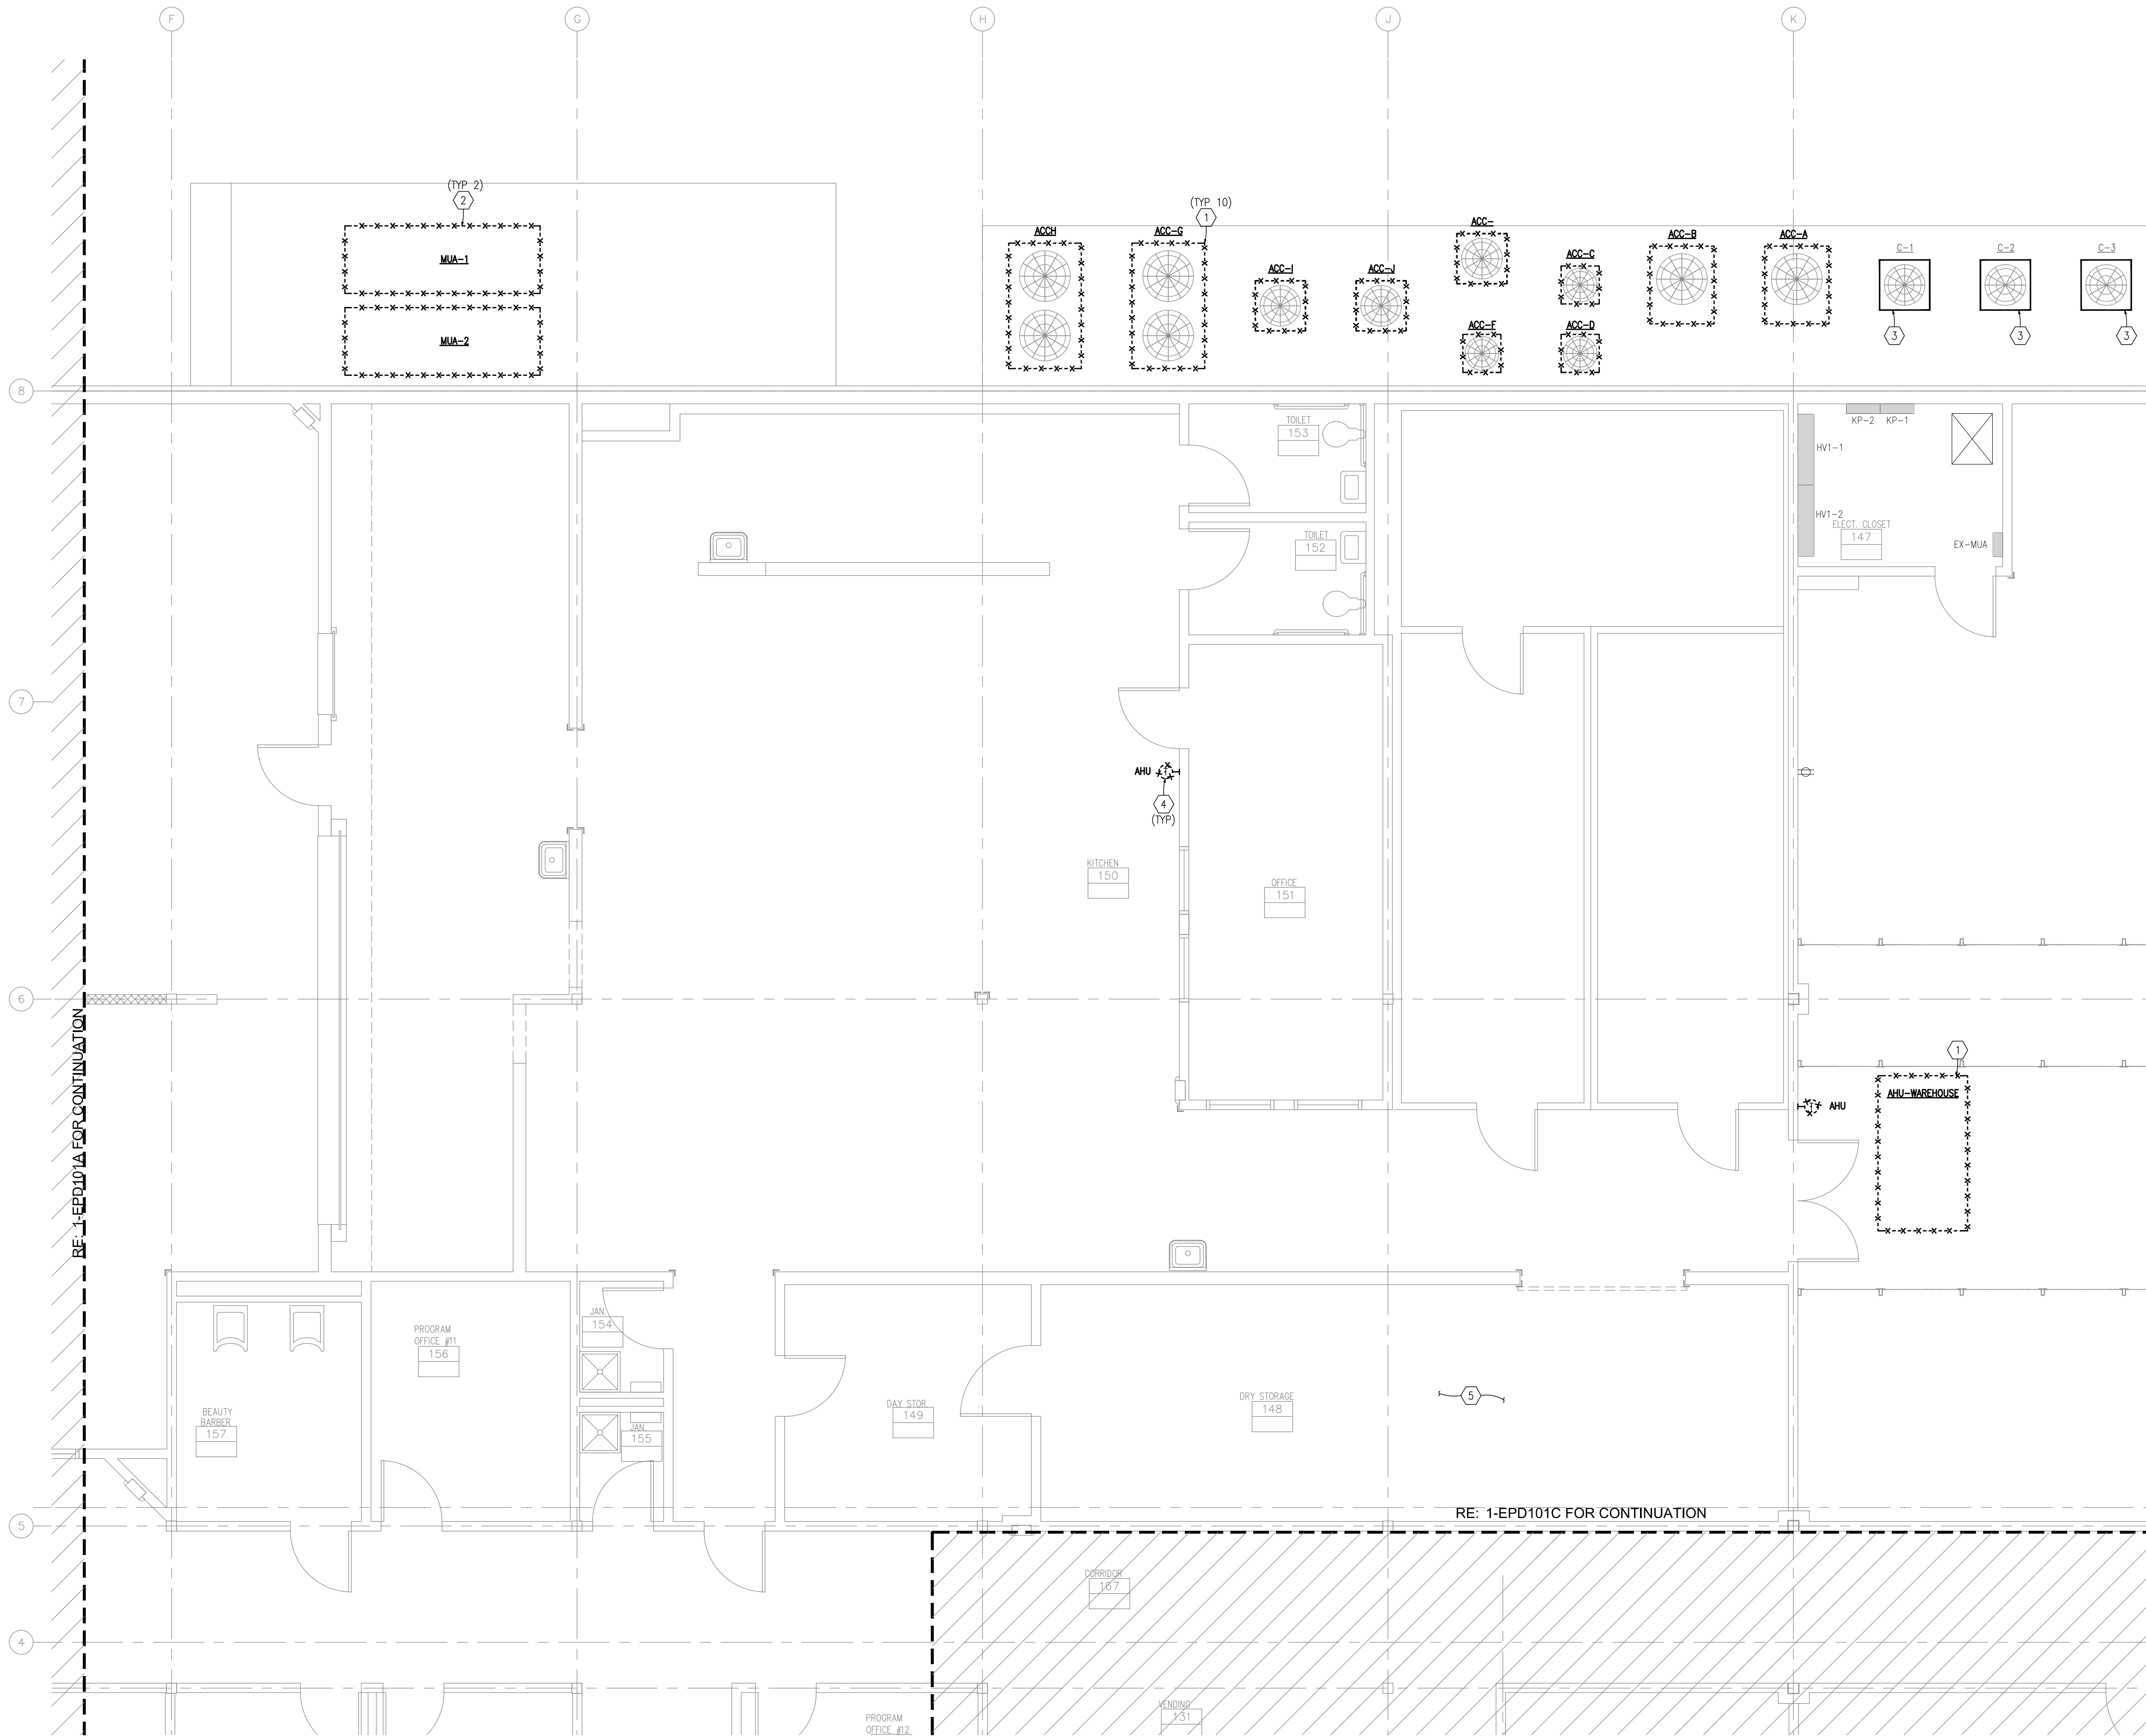 F
G
H
J
K
(TYP 2)
2
MUA-1
MUA-2
(TYP 10)
1
ACCH
ACC-G
ACC-I
ACC-J
ACC-
ACC-F
ACC-C
ACC-D
ACC-B
ACC-A
C-1
C-2
C-3
3
3
3
8
TOILET
153
TOILET
152
KP-2
KP-1
HV1-1
HV1-2
ELECT. CLOSET
147
EX-MUA
7
AHU
4
(TYP)
KITCHEN
150
OFFICE
151
6
RE: 1-EPD101A FOR CONTINUATION
1
AHU-WAREHOUSE
AHU
JAN.
154
PROGRAM
OFFICE #11
156
BEAUTY
BARBER
157
JAN.
155
DAY STOR.
149
DRY STORAGE
148
5
5
RE: 1-EPD101C FOR CONTINUATION
CORRIDOR
167
4
VENDING
131
PROGRAM
OFFICE #12